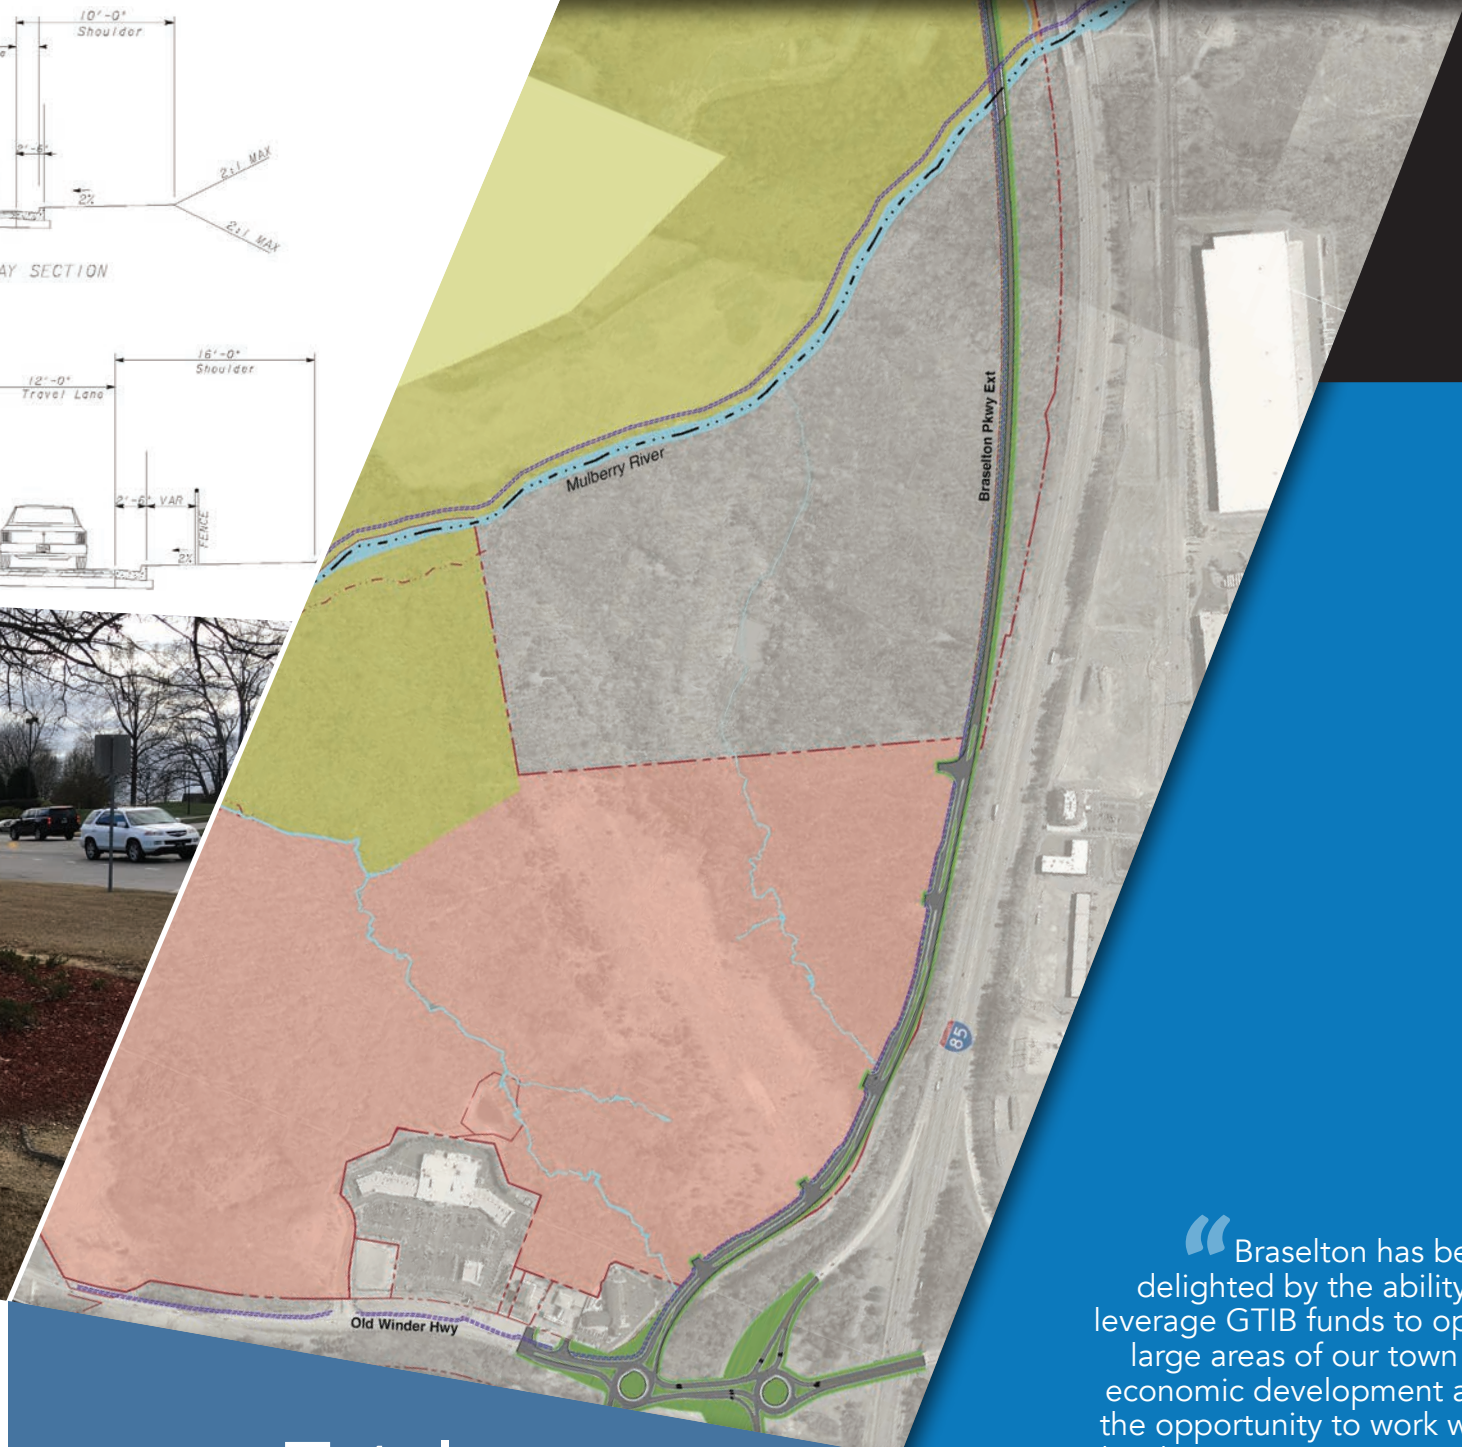 10'-0"
Shoulder
2'-6"
2%
2:1 MAX
2:1 MAX
AY SECTION
16'-0"
Shoulder
12'-0"
Travel Lane
2'-6" VAR
FENCE
2%
Mulberry River
Braselton Pkwy Ext
85
Old Winder Hwy
“Braselton has be
delighted by the ability
leverage GTIB funds to op
large areas of our town
economic development a
the opportunity to work w